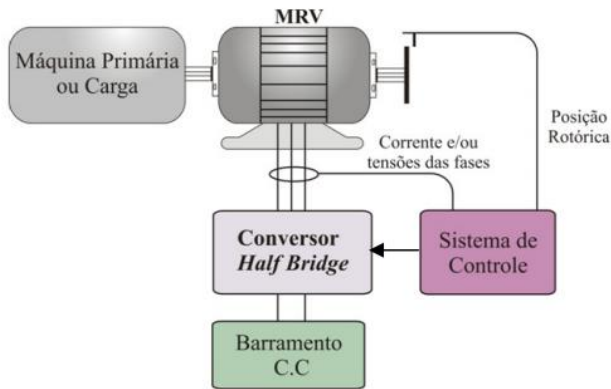 MRV
Máquina Primária
ou Carga
Posição
Rotórica
Corrente e/ou
tensões das fases
Conversor
Half Bridge
Sistema de
Controle
Barramento
C.C